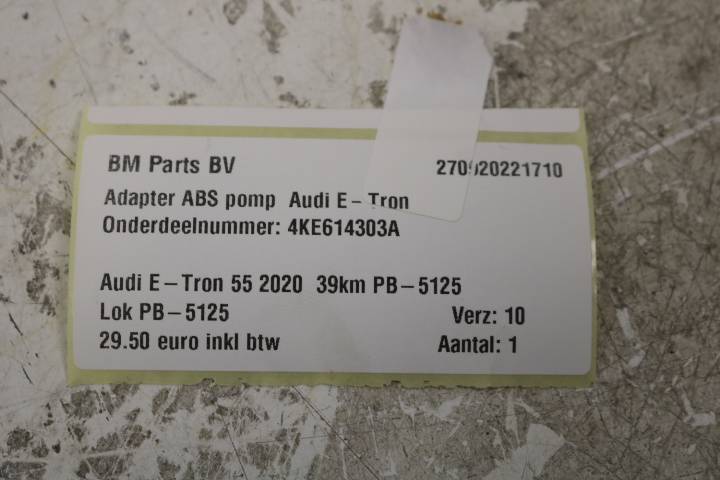 BM Parts BV 270920221710
Adapter ABS pomp Audi E-Tron
Onderdeelnummer: 4KE614303A
Audi E-Tron 55 2020 39km PB-5125
Lok PB-5125 Verz: 10
29.50 euro inkl btw Aantal: 1